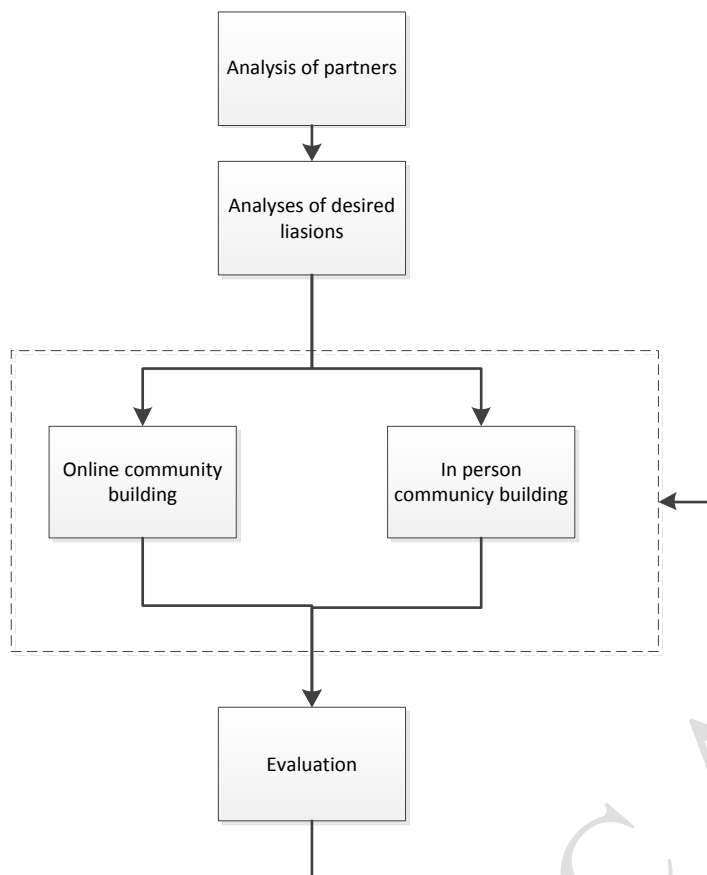 Analysis of partners
Analyses of desired
liasions
Online community
building
In person
communicy building
Evaluation